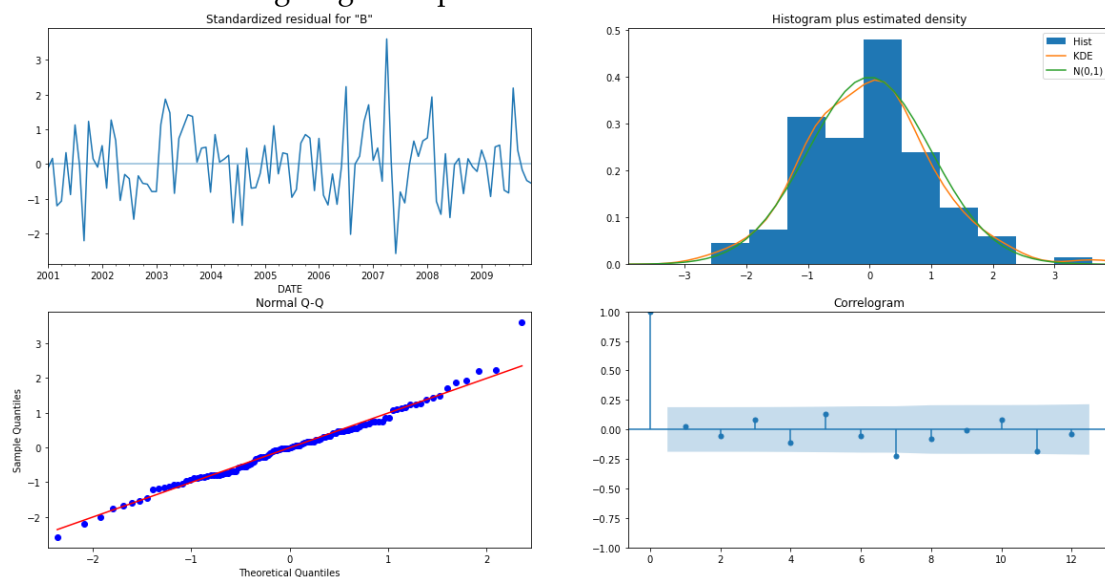 Standardized residual for "B"
3
2
1
0
−1
−2
2001 2002 2003 2004 2005 2006 2007 2008 2009
DATE
Histogram plus estimated density
Hist
KDE
N(0,1)
0.5
0.4
0.3
0.2
0.1
0.0
−3 −2 −1 0 1 2 3
Normal Q-Q
Sample Quantiles
3
2
1
0
−1
−2
−2 −1 0 1 2
Theoretical Quantiles
Correlogram
1.00
0.75
0.50
0.25
0.00
−0.25
−0.50
−0.75
−1.00
0 2 4 6 8 10 12